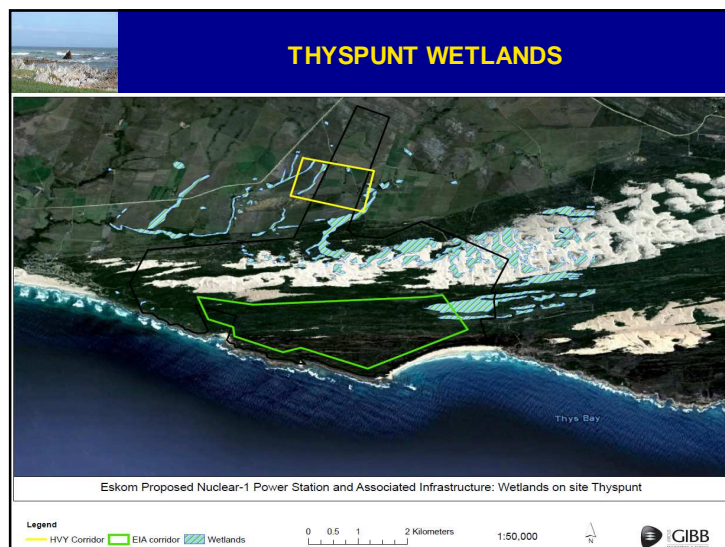 THYSPUNT WETLANDS
Thys Bay
Eskom Proposed Nuclear-1 Power Station and Associated Infrastructure: Wetlands on site Thyspunt
Legend
HVY Corridor EIA corridor Wetlands
0 0.5 1 2 Kilometers
1:50,000
N
GIBB